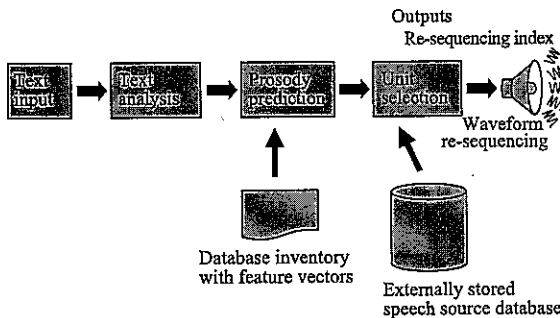 Outputs
Re-sequencing index
Text
input
Text
analysis
Prosody
prediction
Unit
selection
Waveform
re-sequencing
Database inventory
with feature vectors
Externally stored
speech source database